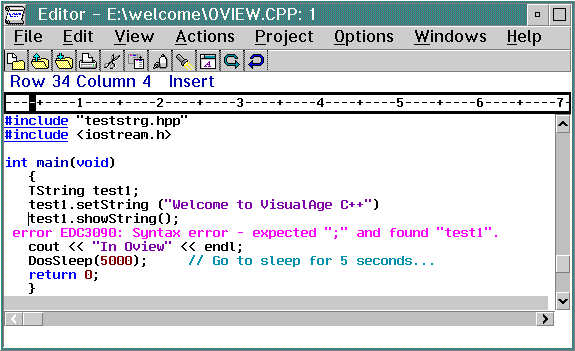 Editor - E:\welcome\OVIEW.CPP: 1
File Edit View Actions Project Options Windows Help
Row 34 Column 4 Insert
----+----1----+----2----+----3----+----4----+----5----+----6----+----7-
#include "teststrg.hpp"
#include <iostream.h>
int main(void)
{
TString test1;
test1.setString ("Welcome to VisualAge C++")
test1.showString();
error EDC3090: Syntax error - expected ";" and found "test1".
cout << "In Oview" << endl;
DosSleep(5000); // Go to sleep for 5 seconds...
return 0;
}